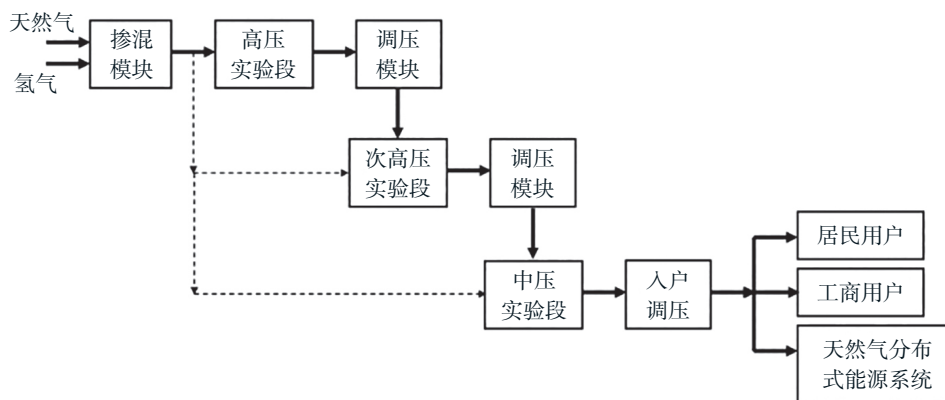 天然气
氢气
掺混
模块
高压
实验段
调压
模块
次高压
实验段
调压
模块
中压
实验段
入户
调压
居民用户
工商用户
天然气分布
式能源系统